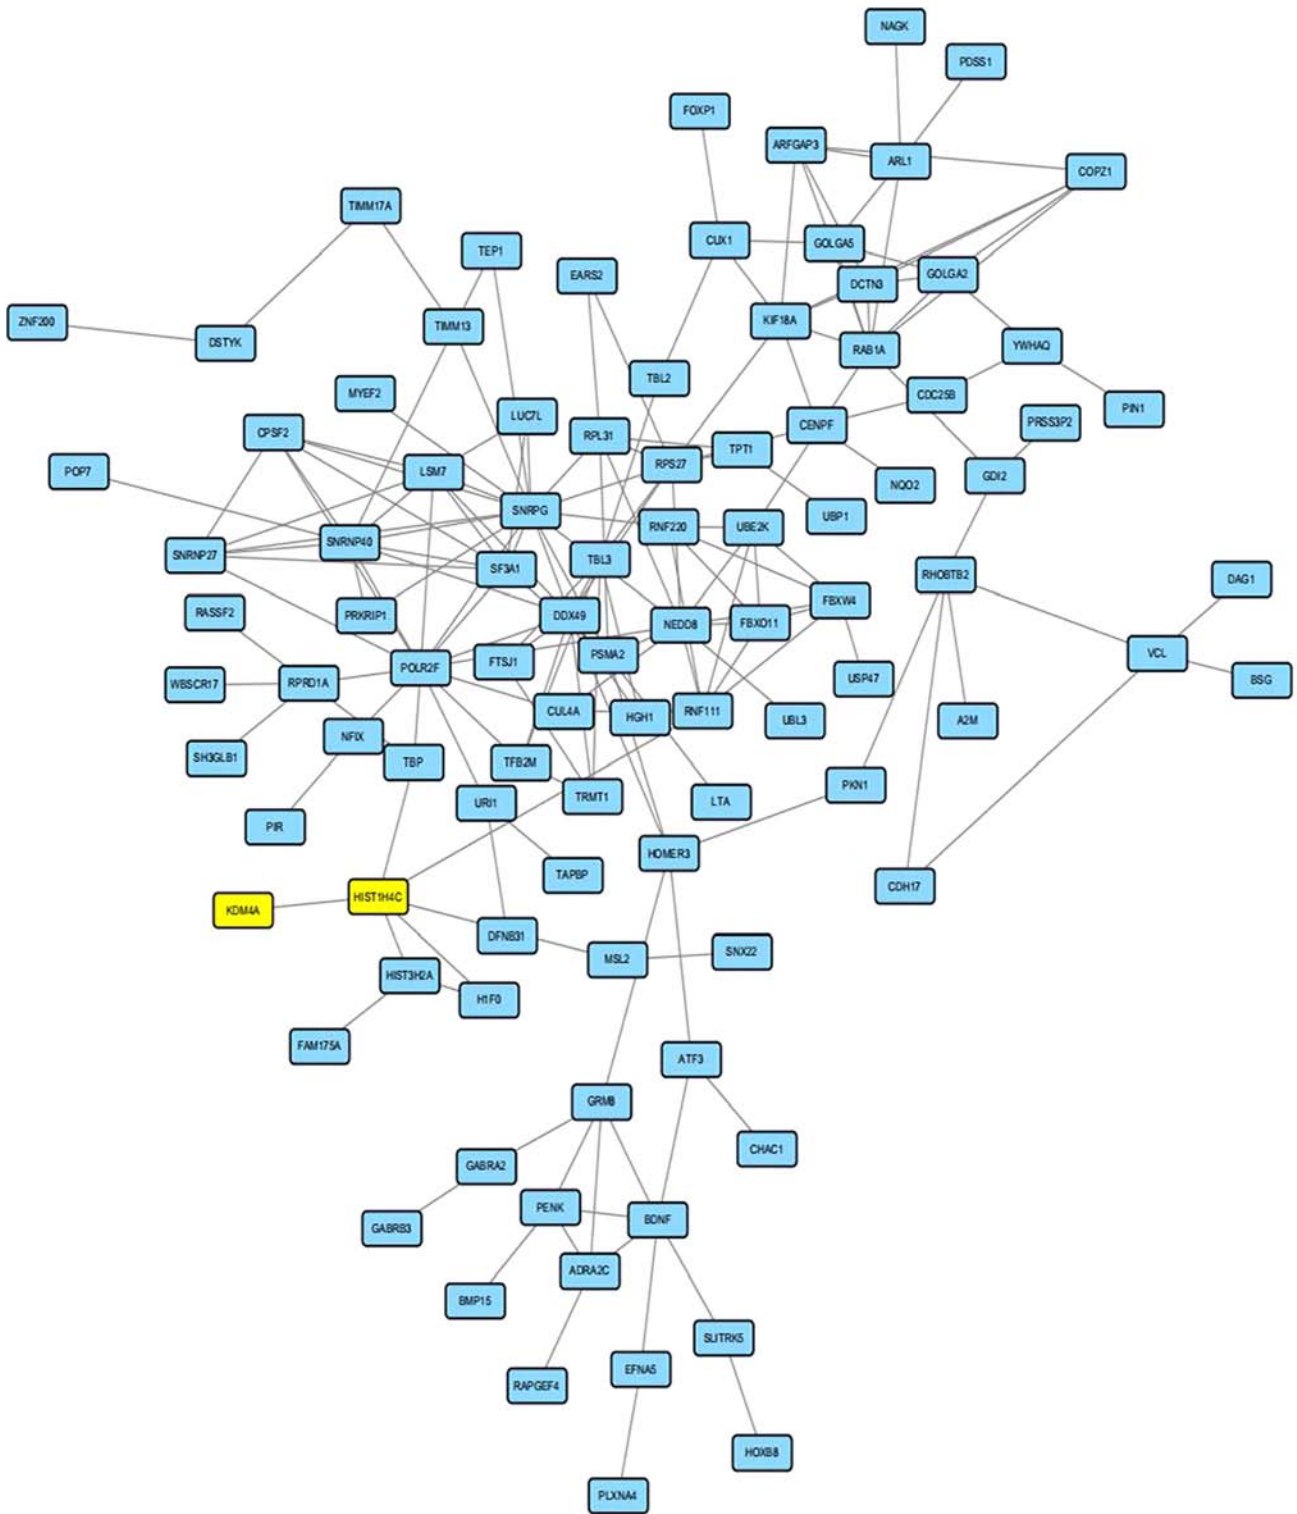 NAGK
PDSS1
FOXP1
ARFGAP3
ARL1
COPZ1
TIMM17A
CUX1
GOLGA5
TEP1
EARS2
DCTN3
GOLGA2
ZNF200
DSTYK
TIMM13
KIF18A
RAB1A
YWHAQ
TBL2
MYEF2
CDC25B
PIN1
LUC7L
CPSF2
RPL31
CENPF
PRSS3P2
TPT1
POP7
LSM7
RPS27
NQO2
GDI2
SNRPG
UBP1
SNRNP27
SNRNP40
RNF220
UBE2K
TBL3
SF3A1
RHOBTB2
DAG1
RASSF2
PRKRIP1
DDX49
NEDD8
FBXO11
FBXW4
WBSCR17
RPRD1A
POLR2F
FTSJ1
PSMA2
USP47
VCL
BSG
CUL4A
HGH1
RNF111
UBL3
A2M
SH3GLB1
NFIX
TBP
TFB2M
PKN1
PIR
URI1
TRMT1
LTA
HOMER3
TAPBP
KDM4A
HIST1H4C
CDH17
DFNB31
MSL2
SNX22
HIST3H2A
H1F0
FAM175A
ATF3
GRM8
CHAC1
GABRA2
PENK
BDNF
GABRB3
ADRA2C
BMP15
SLITRK5
RAPGEF4
EFNA5
HOXB8
PLXNA4